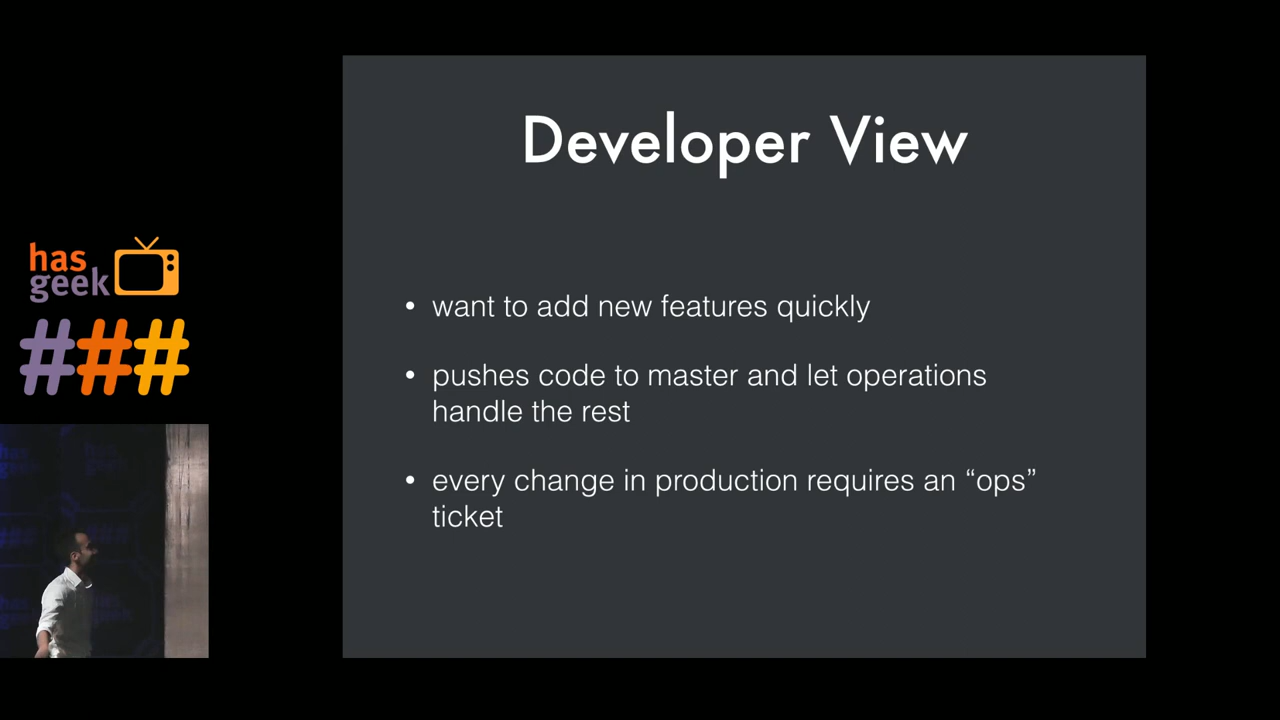 Developer View
has
geek
###
• want to add new features quickly
• pushes code to master and let operations
handle the rest
• every change in production requires an “ops”
ticket